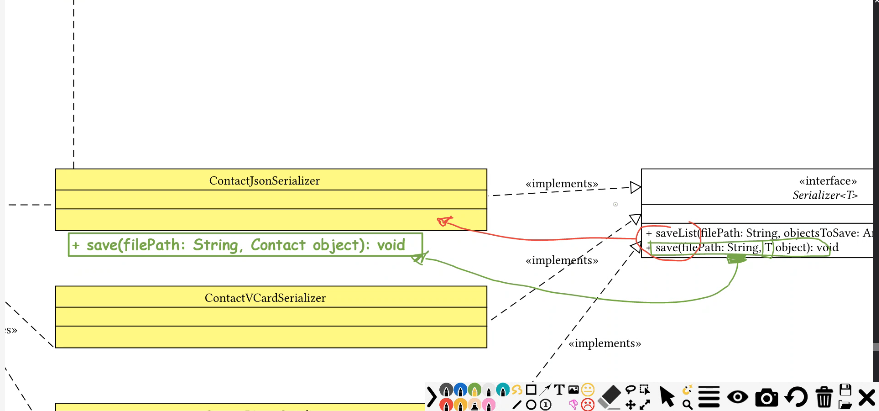 ContactJsonSerializer
«implements»
«interface»
Serializer<T>
+ saveList(filePath: String, objectsToSave:
+ save(filePath: String, T object): void
+ save(filePath: String, Contact object): void
«implements»
ContactVCardSerializer
«implements»